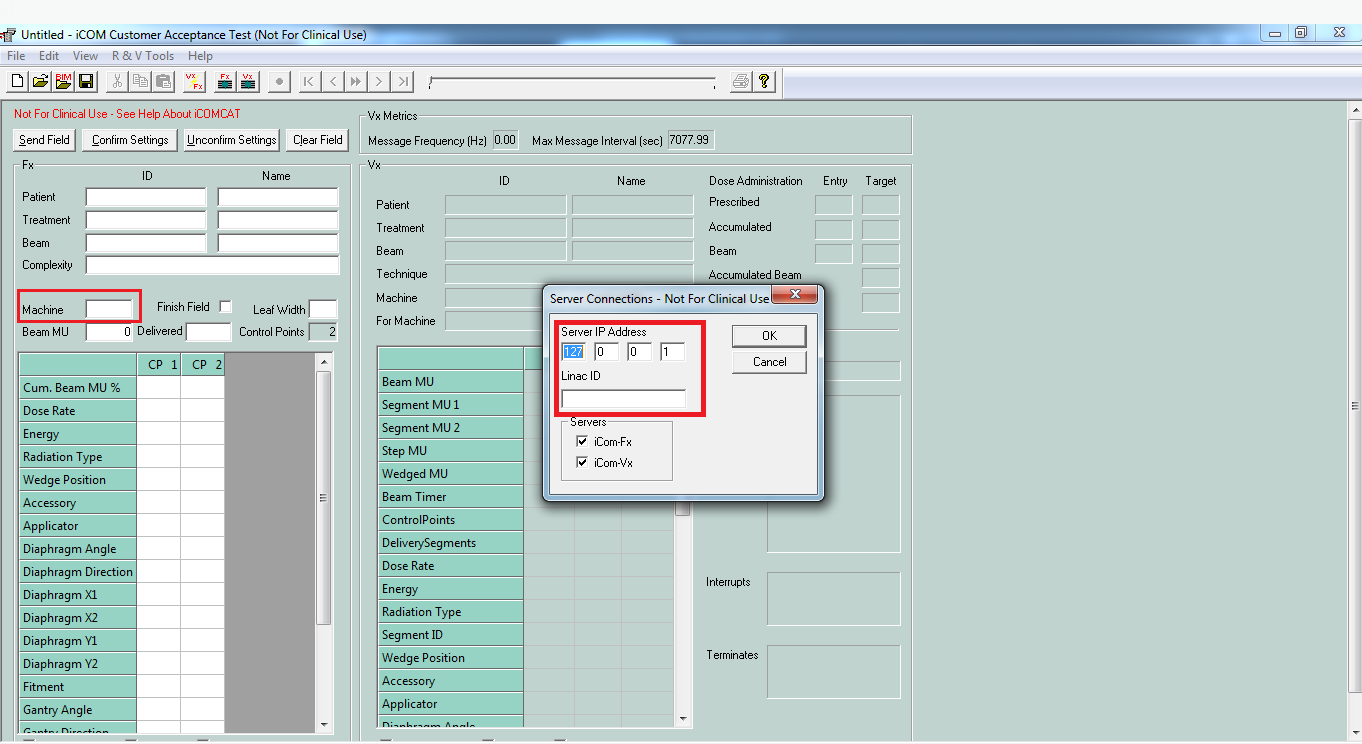 Untitled - iCOM Customer Acceptance Test (Not For Clinical Use)
File Edit View R & V Tools Help
BIM Vx Fx Fx Vx
Not For Clinical Use - See Help About iCOMCAT
Send Field Confirm Settings Unconfirm Settings Clear Field
Vx Metrics
Message Frequency (Hz) 0.00 Max Message Interval (sec) 7077.99
Fx
ID Name
Patient
Treatment
Beam
Complexity
Machine Finish Field Leaf Width
Beam MU 0 Delivered Control Points 2
CP 1 CP 2
Cum. Beam MU %
Dose Rate
Energy
Radiation Type
Wedge Position
Accessory
Applicator
Diaphragm Angle
Diaphragm Direction
Diaphragm X1
Diaphragm X2
Diaphragm Y1
Diaphragm Y2
Fitment
Gantry Angle
Gantry Direction
Vx
ID Name Dose Administration Entry Target
Patient Prescribed
Treatment Accumulated
Beam Beam
Technique Accumulated Beam
Machine
For Machine
Beam MU
Segment MU 1
Segment MU 2
Step MU
Wedged MU
Beam Timer
ControlPoints
DeliverySegments
Dose Rate
Energy
Radiation Type
Segment ID
Wedge Position
Accessory
Applicator
Diaphragm Angle
Interrupts
Terminates
Server Connections - Not For Clinical Use
Server IP Address
127 0 0 1
Linac ID
OK
Cancel
Servers
iCom-Fx
iCom-Vx